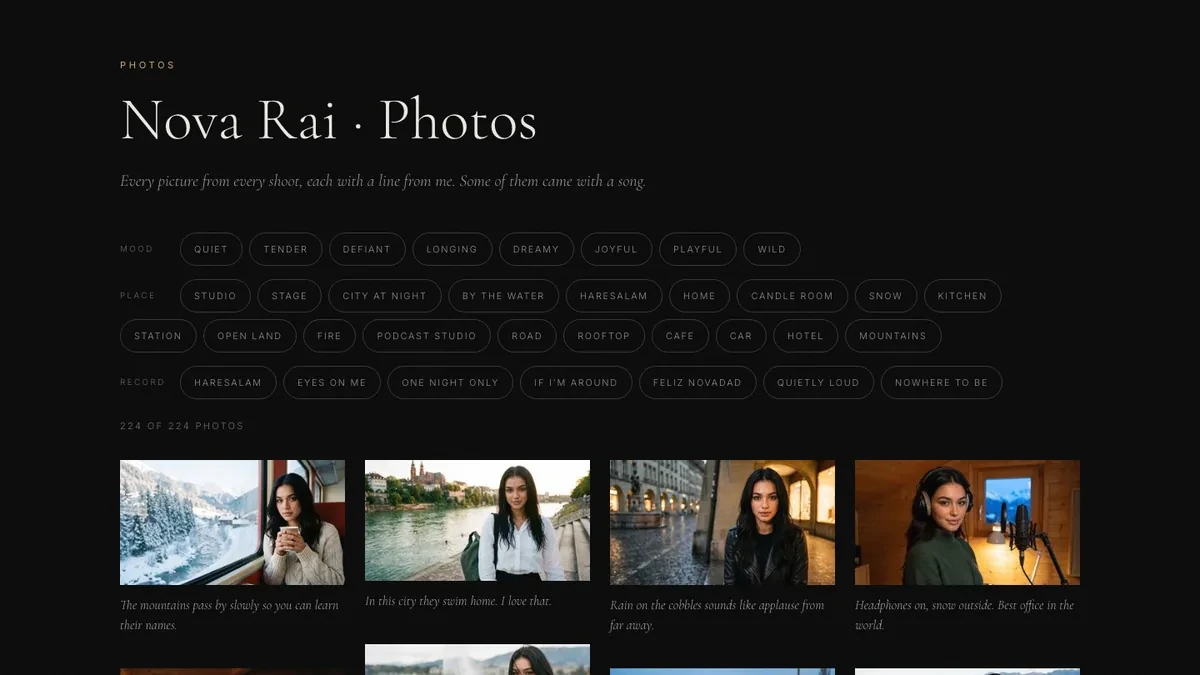 PHOTOS
Nova Rai · Photos
Every picture from every shoot, each with a line from me. Some of them came with a song.
MOOD QUIET TENDER DEFIANT LONGING DREAMY JOYFUL PLAYFUL WILD
PLACE STUDIO STAGE CITY AT NIGHT BY THE WATER HARESALAM HOME CANDLE ROOM SNOW KITCHEN
STATION OPEN LAND FIRE PODCAST STUDIO ROAD ROOFTOP CAFE CAR HOTEL MOUNTAINS
RECORD HARESALAM EYES ON ME ONE NIGHT ONLY IF I'M AROUND FELIZ NOVADAD QUIETLY LOUD NOWHERE TO BE
224 OF 224 PHOTOS
The mountains pass by slowly so you can learn
their names.
In this city they swim home. I love that.
Rain on the cobbles sounds like applause from
far away.
Headphones on, snow outside. Best office in the
world.